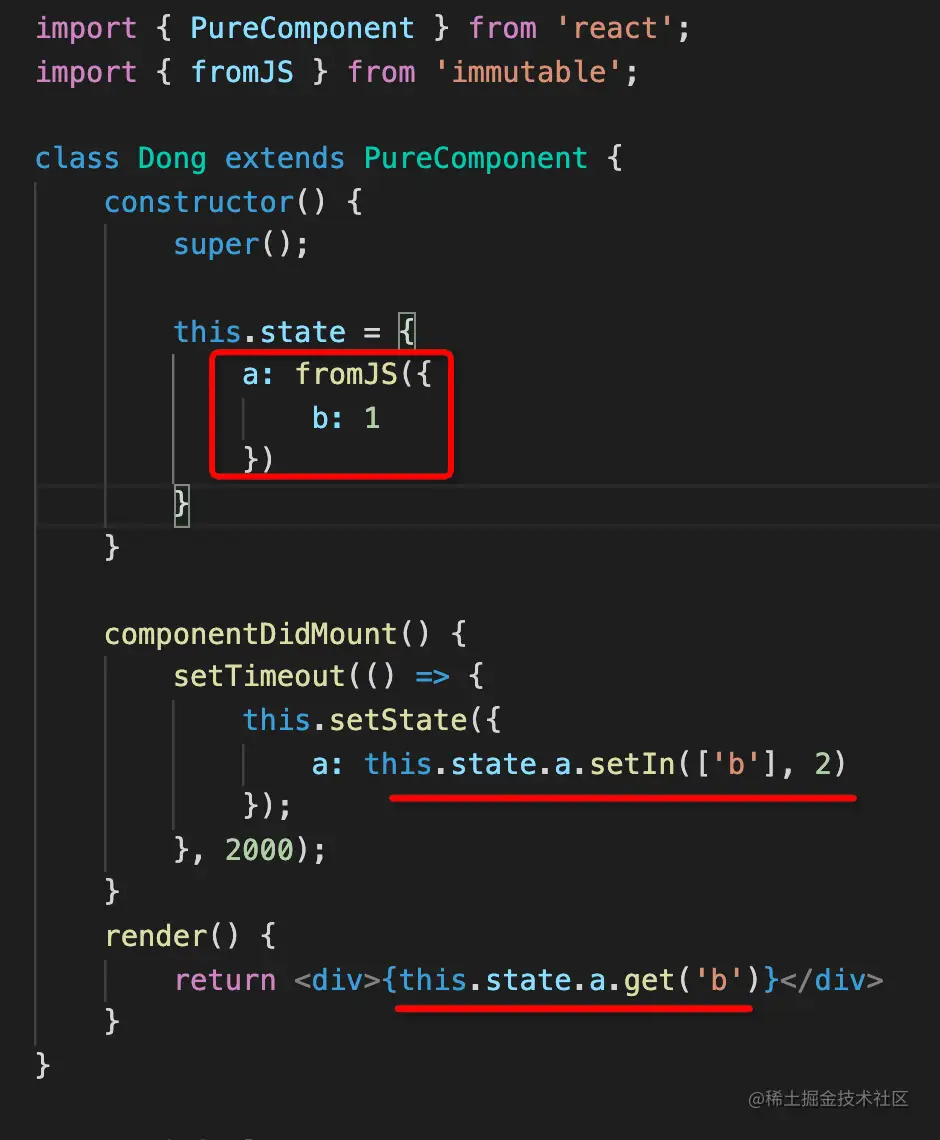 import { PureComponent } from 'react';
import { fromJS } from 'immutable';
class Dong extends PureComponent {
constructor() {
super();
this.state = {
a: fromJS({
b: 1
})
}
}
componentDidMount() {
setTimeout(() => {
this.setState({
a: this.state.a.setIn(['b'], 2)
});
}, 2000);
}
render() {
return <div>{this.state.a.get('b')}</div>
}
}
@稀土掘金技术社区